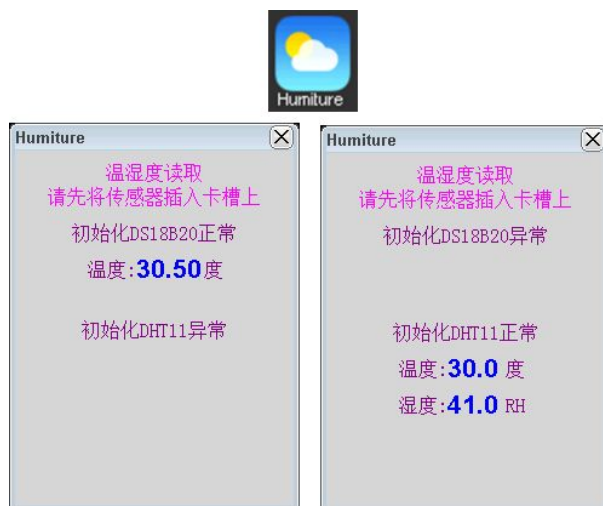 Humiture
Humiture
温湿度读取
请先将传感器插入卡槽上
初始化DS18B20正常
温度:30.50度
初始化DHT11异常
Humiture
温湿度读取
请先将传感器插入卡槽上
初始化DS18B20异常
初始化DHT11正常
温度:30.0 度
湿度:41.0 RH